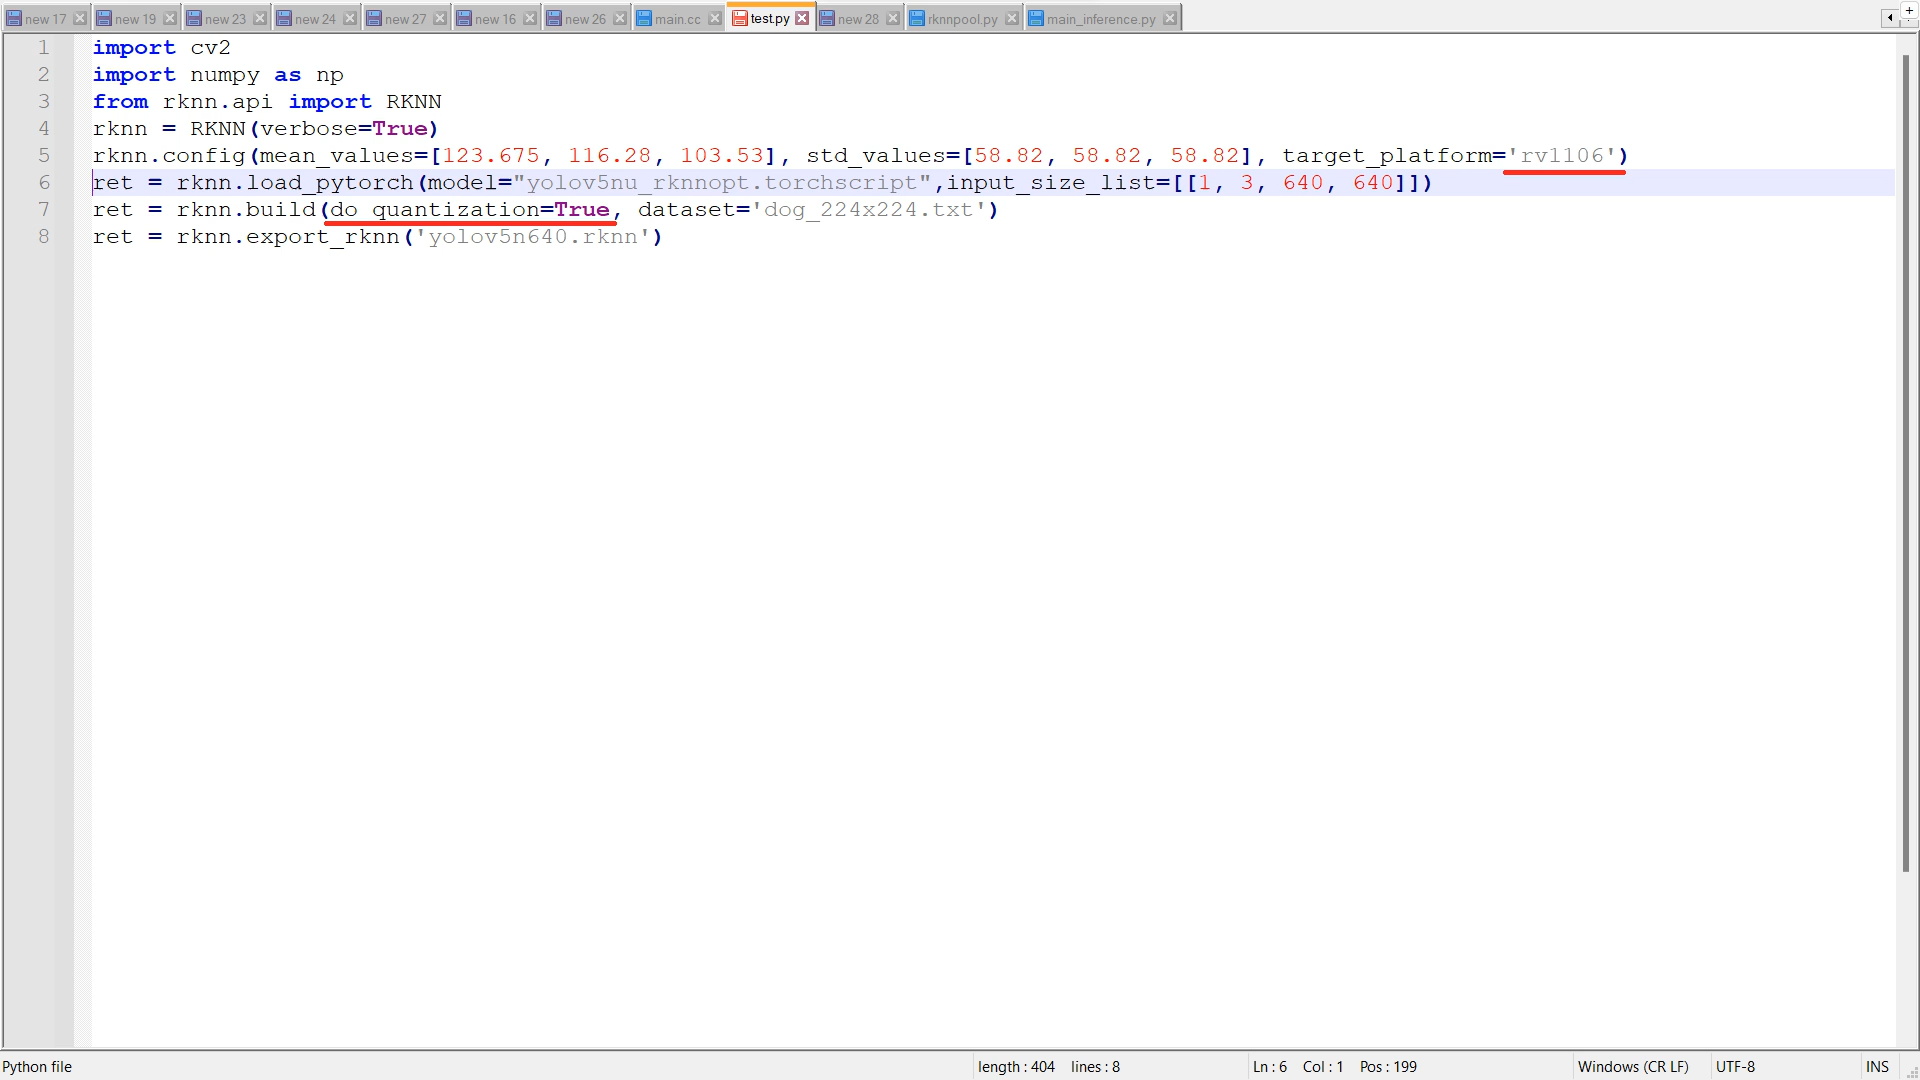 new 17 new 19 new 23 new 24 new 27 new 16 new 26 main.cc test.py new 28 rknnpool.py main_inference.py
1 import cv2
2 import numpy as np
3 from rknn.api import RKNN
4 rknn = RKNN(verbose=True)
5 rknn.config(mean_values=[123.675, 116.28, 103.53], std_values=[58.82, 58.82, 58.82], target_platform='rv1106')
6 ret = rknn.load_pytorch(model="yolov5nu_rknnopt.torchscript",input_size_list=[[1, 3, 640, 640]])
7 ret = rknn.build(do_quantization=True, dataset='dog_224x224.txt')
8 ret = rknn.export_rknn('yolov5n640.rknn')
Python file length : 404 lines : 8 Ln : 6 Col : 1 Pos : 199 Windows (CR LF) UTF-8 INS